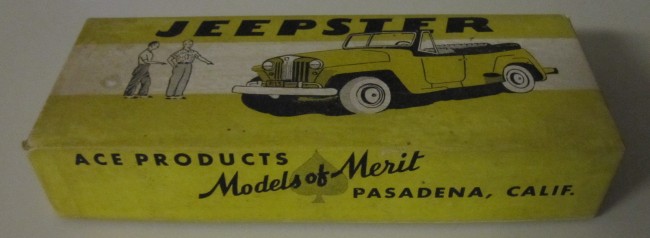 JEEPSTER
ACE PRODUCTS
Models of Merit
PASADENA, CALIF.